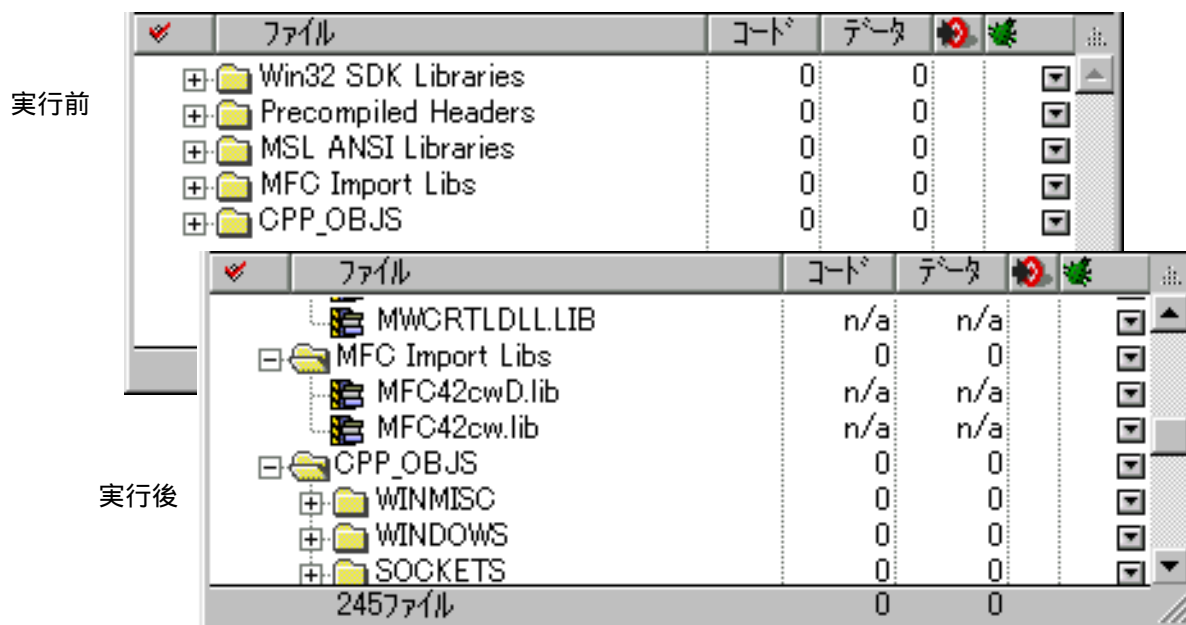 実行前
ファイル コード データ
Win32 SDK Libraries 0 0
Precompiled Headers 0 0
MSL ANSI Libraries 0 0
MFC Import Libs 0 0
CPP_OBJS 0 0
実行後
ファイル コード データ
MWCRTLDLL.LIB n/a n/a
MFC Import Libs 0 0
MFC42cwD.lib n/a n/a
MFC42cw.lib n/a n/a
CPP_OBJS 0 0
WINMISC 0 0
WINDOWS 0 0
SOCKETS 0 0
245ファイル 0 0